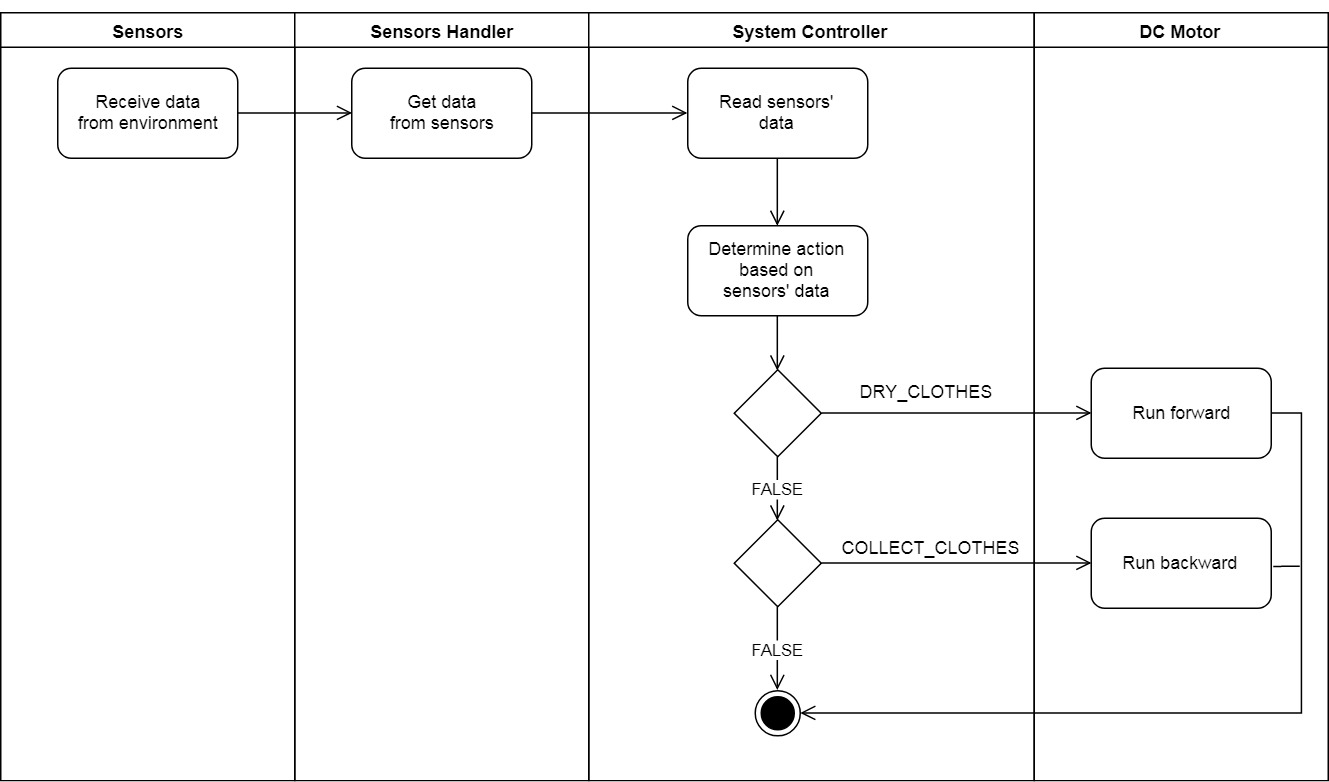 Sensors
Sensors Handler
System Controller
DC Motor
Receive data
from environment
Get data
from sensors
Read sensors'
data
Determine action
based on
sensors' data
DRY_CLOTHES
Run forward
FALSE
COLLECT_CLOTHES
Run backward
FALSE